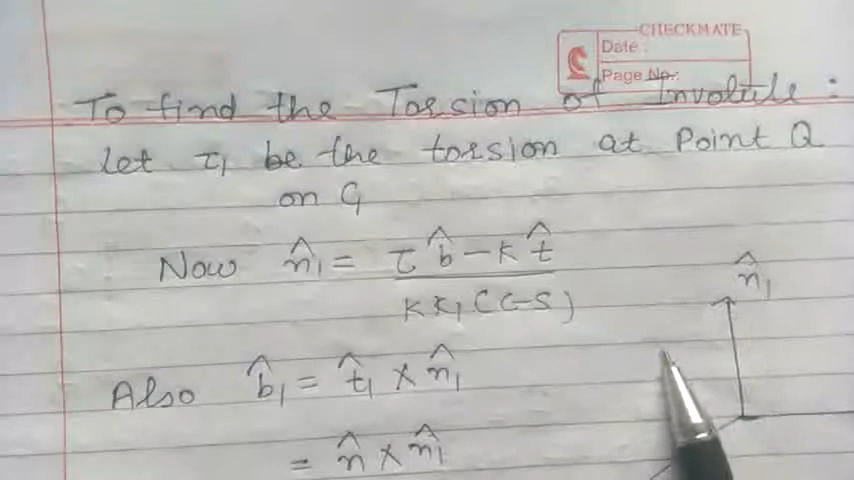 CHECKMATE
Date :
Page No.:
To find the Torsion of Involute :
Let τ₁ be the torsion at Point Q
on C₁
Now n̂₁ = τ b̂ - κ t̂ / κ κ₁ (c-s)
n̂₁
Also b̂₁ = t̂₁ × n̂₁
= n̂ × n̂₁